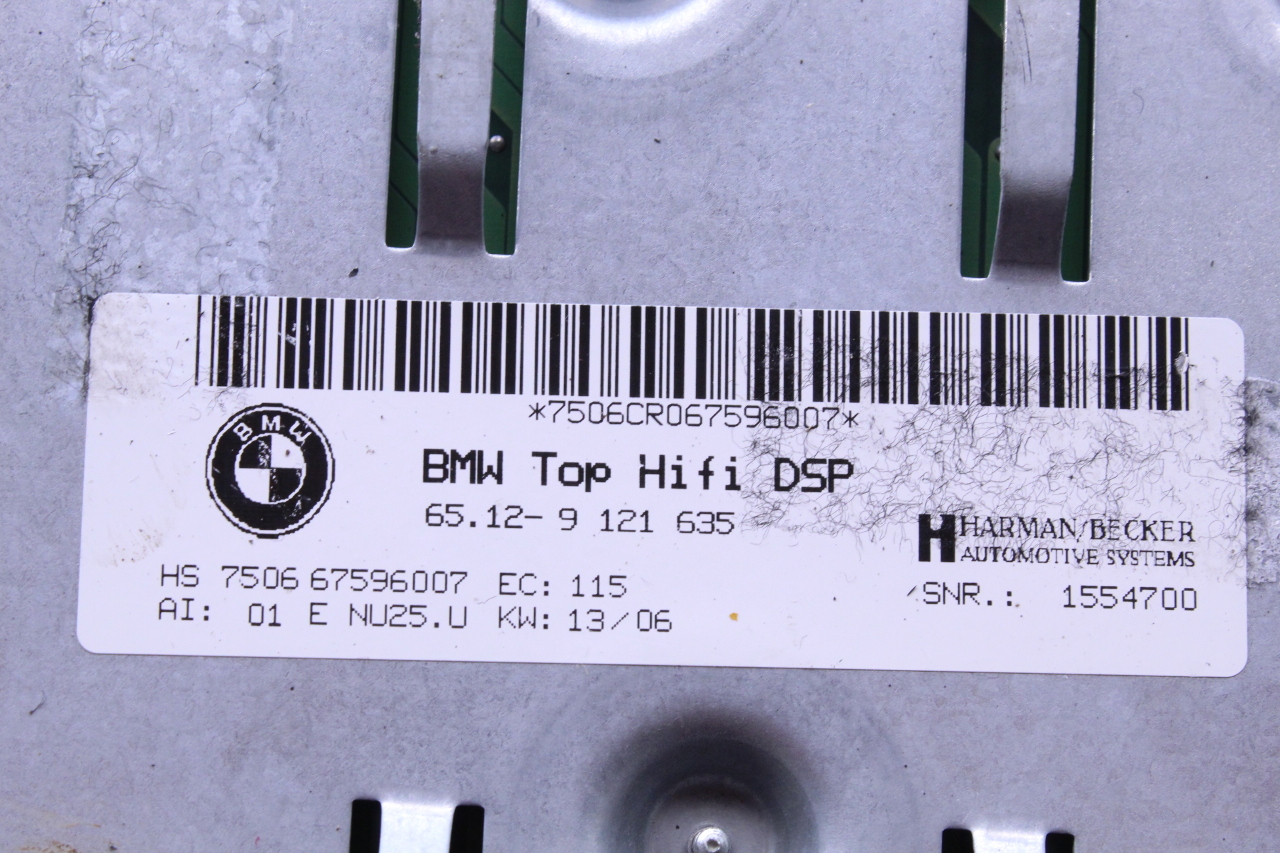 *7506CR067596007*
BMW
BMW Top Hifi DSP
65.12- 9 121 635
H HARMAN/BECKER
AUTOMOTIVE SYSTEMS
HS 7506 67596007 EC: 115
SNR.: 1554700
AI: 01 E NU25.U KW: 13/06